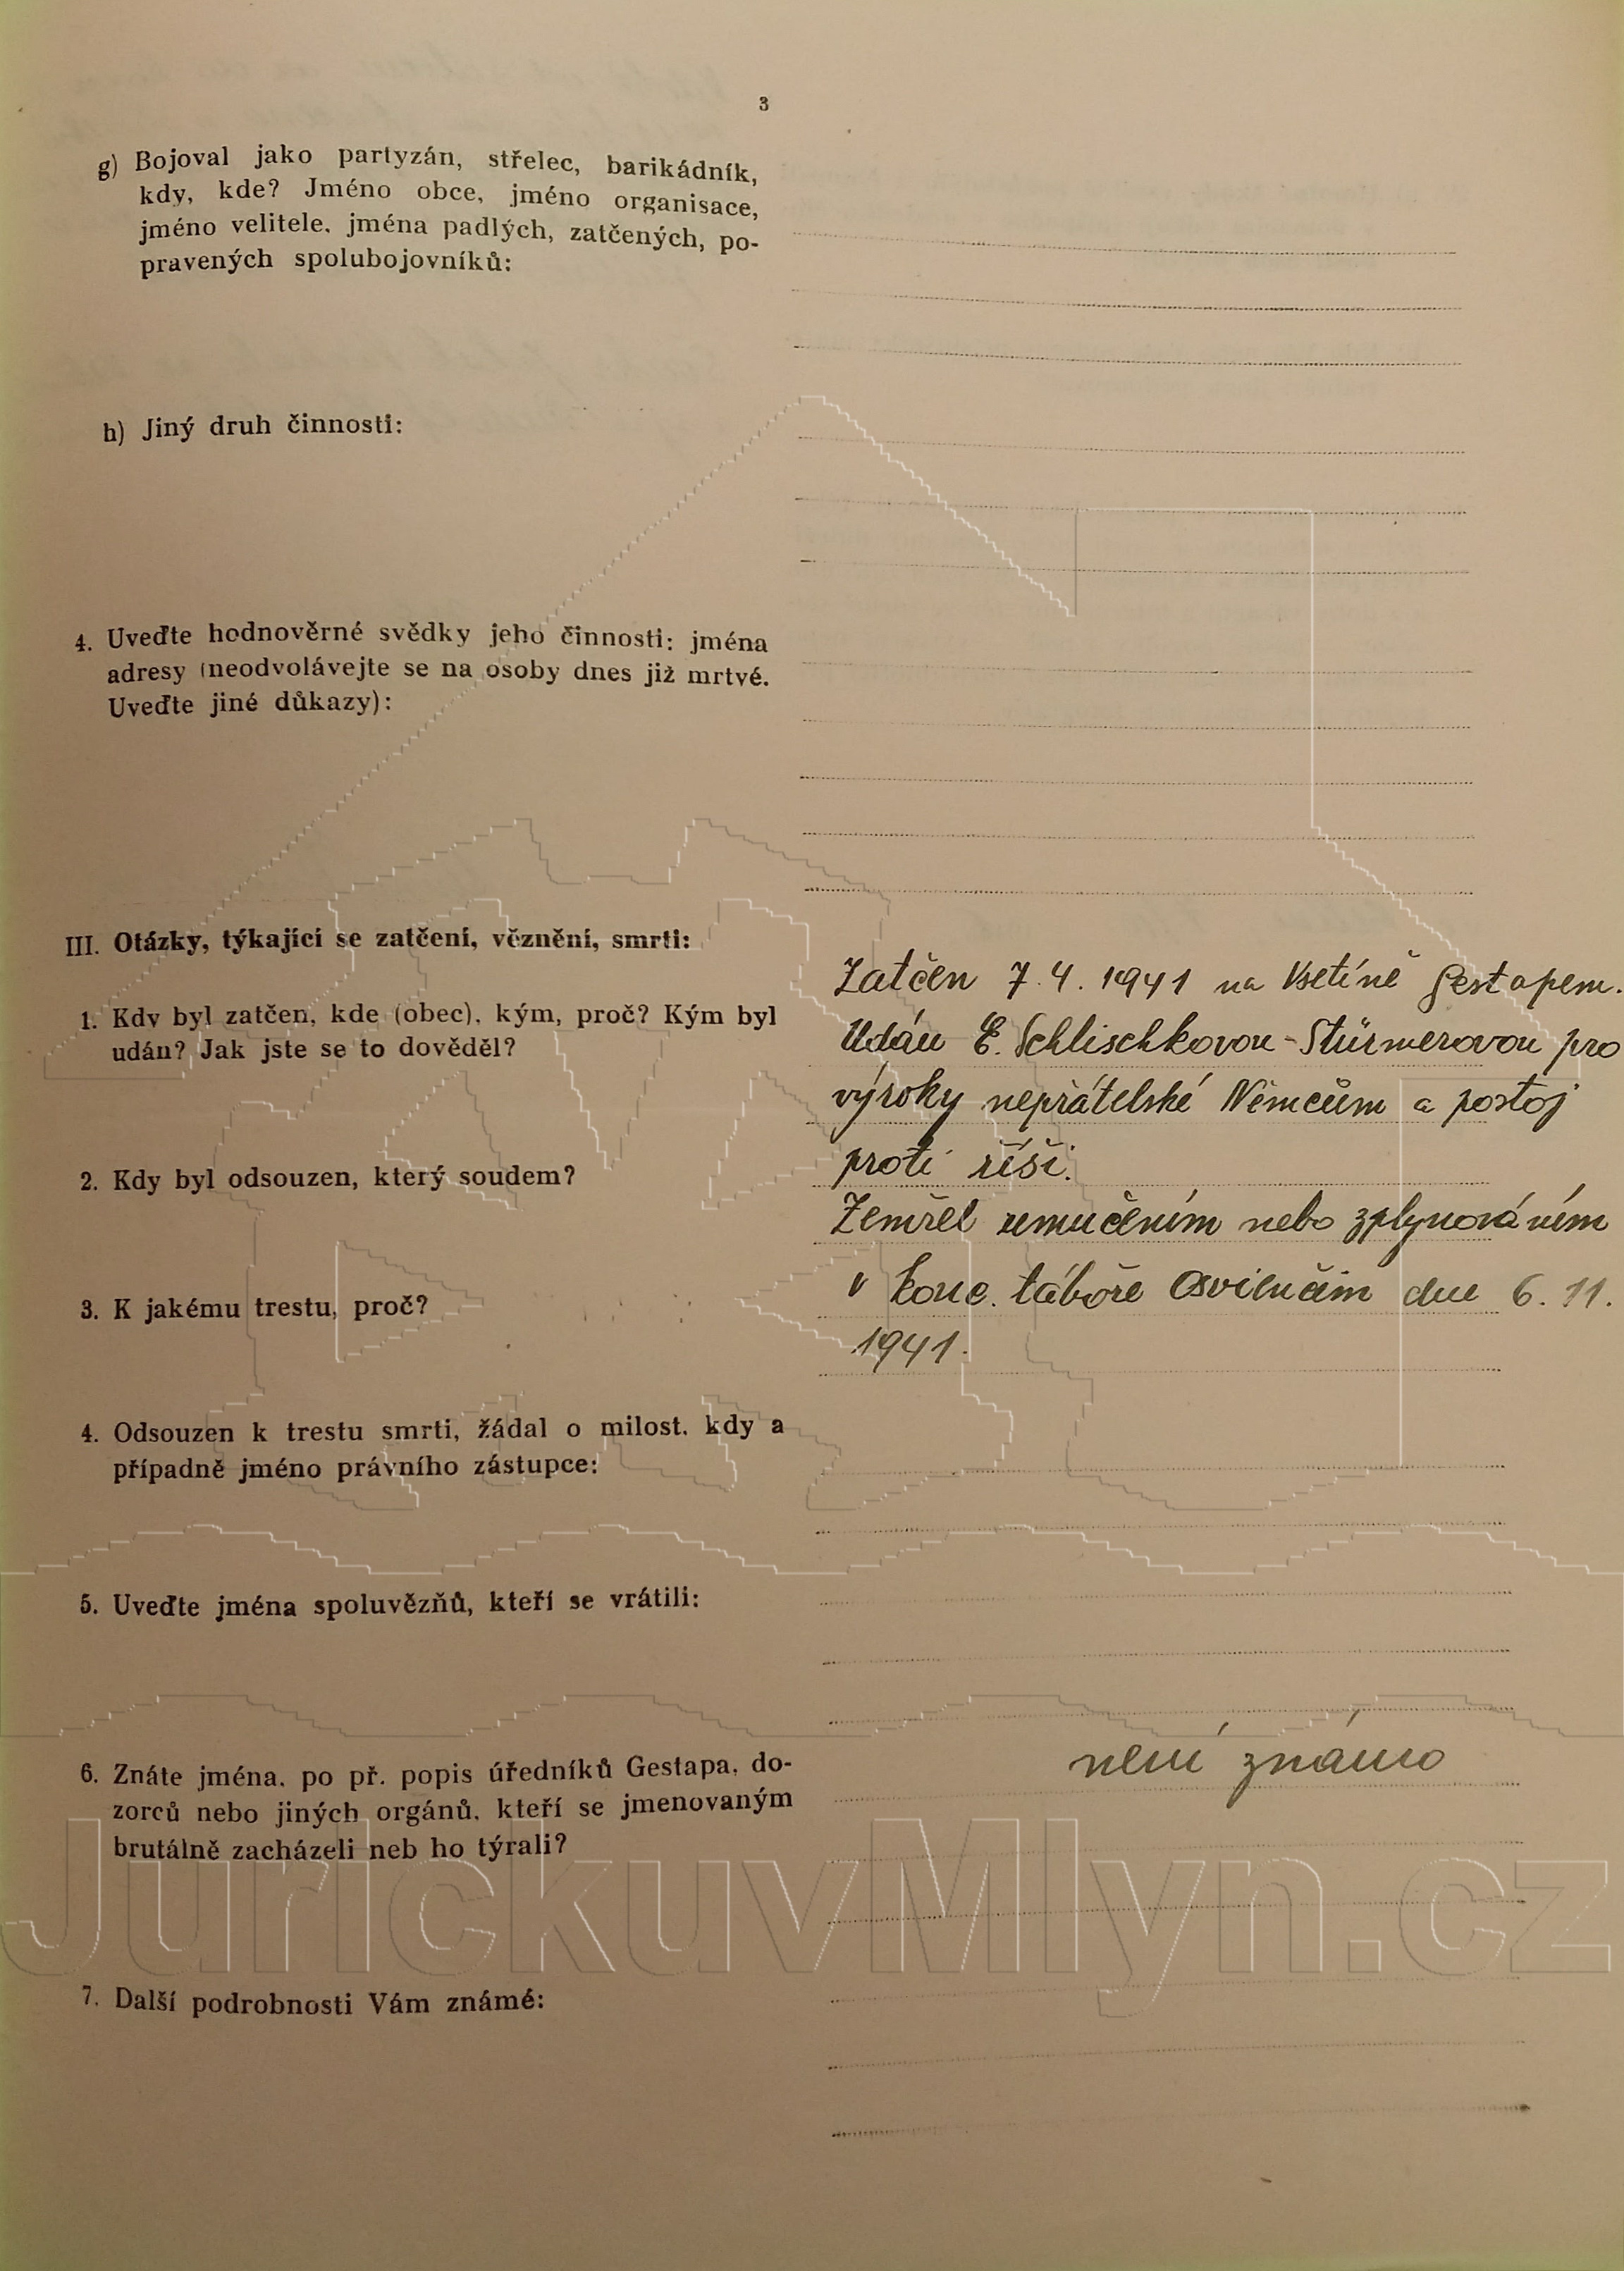 3
g) Bojoval jako partyzán, střelec, barikádník,
kdy, kde? Jméno obce, jméno organisace,
jméno velitele, jména padlých, zatčených, po-
pravených spolubojovníků:
h) Jiný druh činnosti:
4. Uveďte hodnověrné svědky jeho činnosti: jména
adresy (neodvolávejte se na osoby dnes již mrtvé.
Uveďte jiné důkazy):
III. Otázky, týkající se zatčení, věznění, smrti:
1. Kdy byl zatčen, kde (obec), kým, proč? Kým byl
udán? Jak jste se to dověděl?
Zatčen 7.4.1941 na Vsetíně Gestapem.
Udán E. Schlischkovou-Stürmerovou pro
výroky nepřátelské Němcům a postoj
proti říši.
2. Kdy byl odsouzen, který soudem?
Zemřel umučením nebo zplynováním
v konc. táboře Osvienčim dne 6.11.
1941.
3. K jakému trestu, proč?
4. Odsouzen k trestu smrti, žádal o milost, kdy a
případně jméno právního zástupce:
5. Uveďte jména spoluvězňů, kteří se vrátili:
6. Znáte jména, po př. popis úředníků Gestapa, do-
zorců nebo jiných orgánů, kteří se jmenovaným
brutálně zacházeli neb ho týrali?
není známo
7. Další podrobnosti Vám známé:
JurickuvMlyn.cz